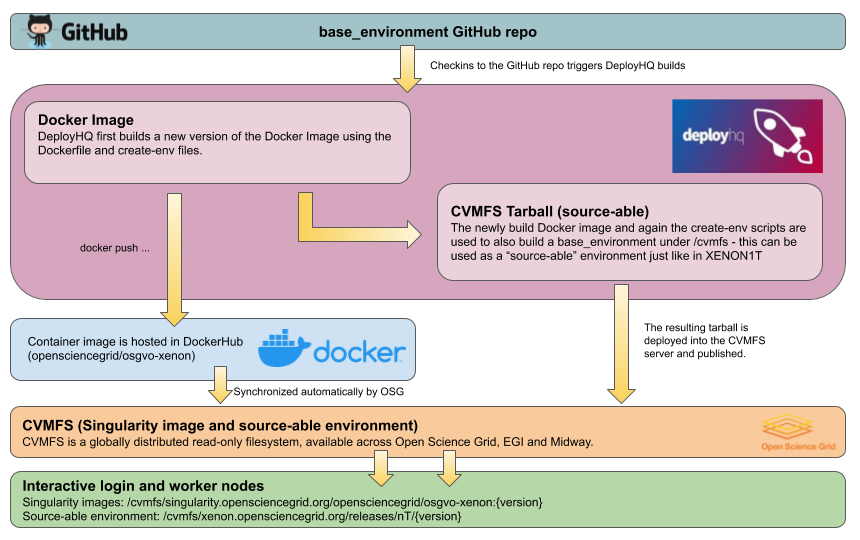 GitHub
base_environment GitHub repo
Checkins to the GitHub repo triggers DeployHQ builds
Docker Image
DeployHQ first builds a new version of the Docker Image using the
Dockerfile and create-env files.
deployhq
CVMFS Tarball (source-able)
The newly build Docker image and again the create-env scripts are
used to also build a base_environment under /cvmfs - this can be
used as a “source-able” environment just like in XENON1T
docker push ...
Container image is hosted in DockerHub
(opensciencegrid/osgvo-xenon)
docker
The resulting tarball is
deployed into the CVMFS
server and published.
Synchronized automatically by OSG
CVMFS (Singularity image and source-able environment)
CVMFS is a globally distributed read-only filesystem, available across Open Science Grid, EGI and Midway.
Open Science Grid
Interactive login and worker nodes
Singularity images: /cvmfs/singularity.opensciencegrid.org/opensciencegrid/osgvo-xenon:{version}
Source-able environment: /cvmfs/xenon.opensciencegrid.org/releases/nT/{version}